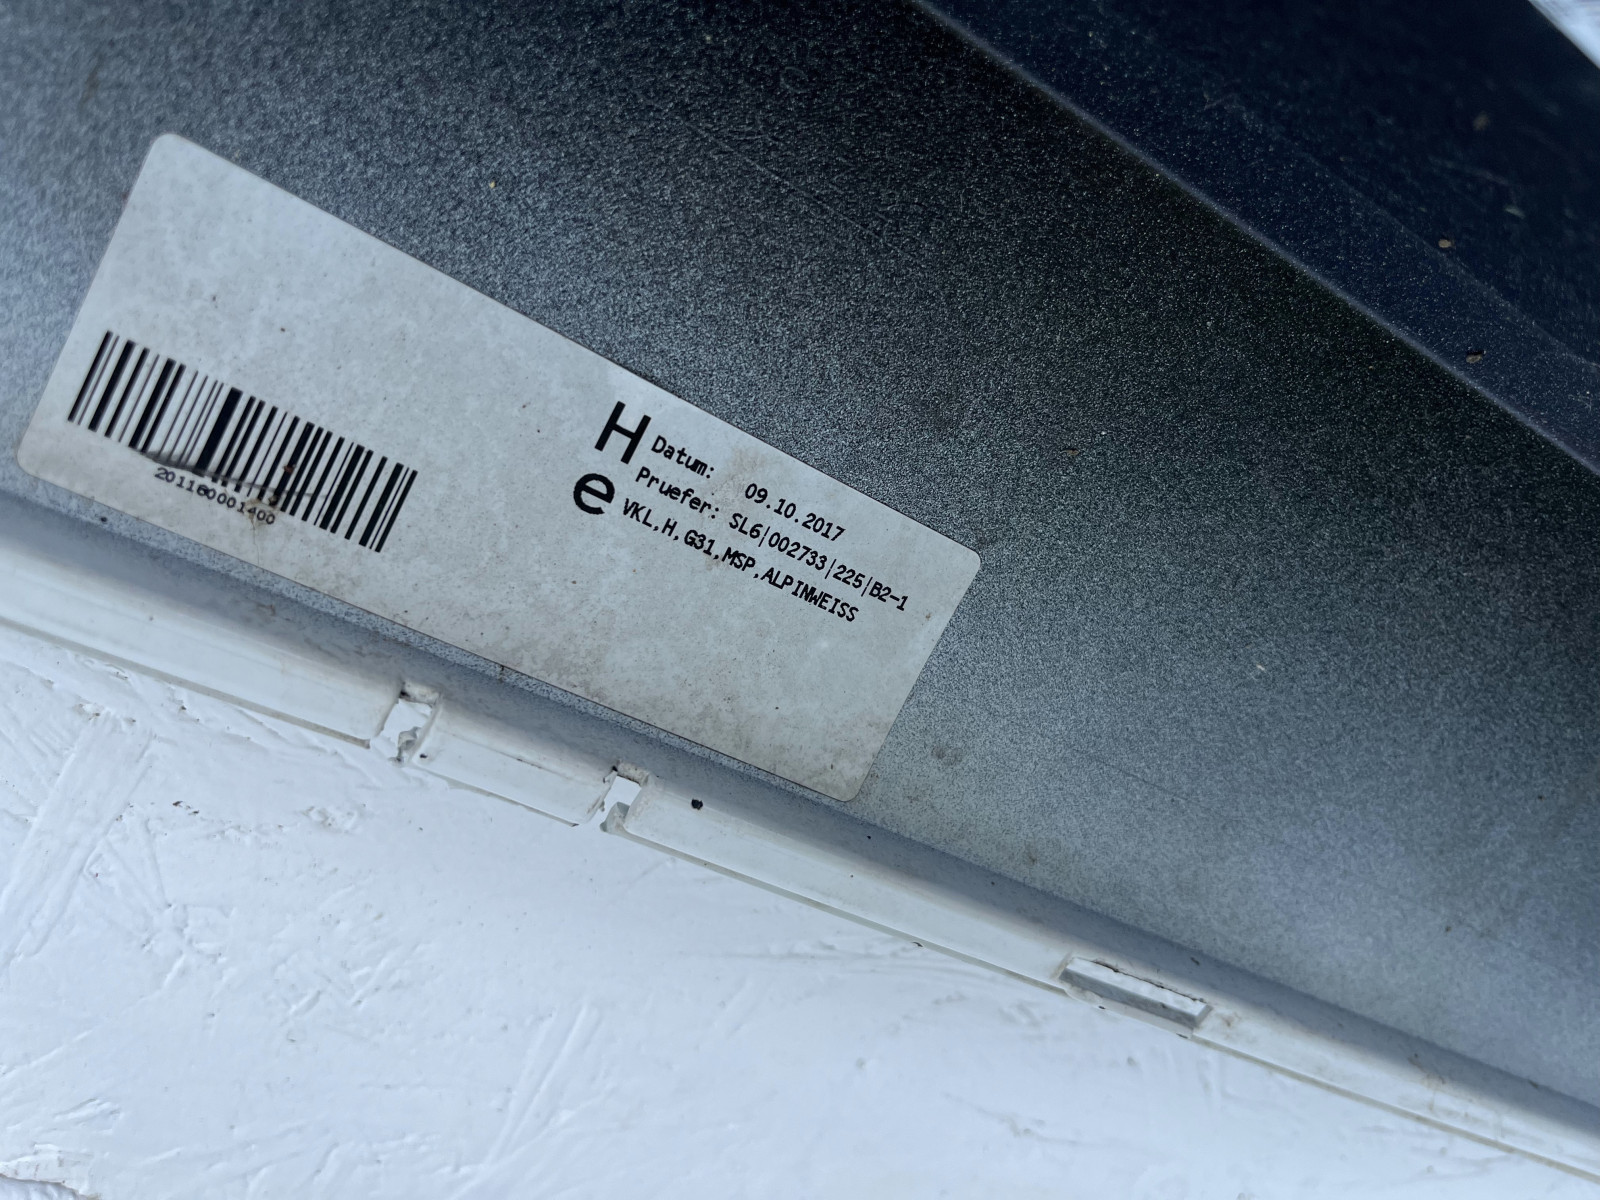 H Datum: 09.10.2017
e Pruefer: SL6|002733|225|B2-1
VKL,H,G31,MSP,ALPINWEISS
201160001400